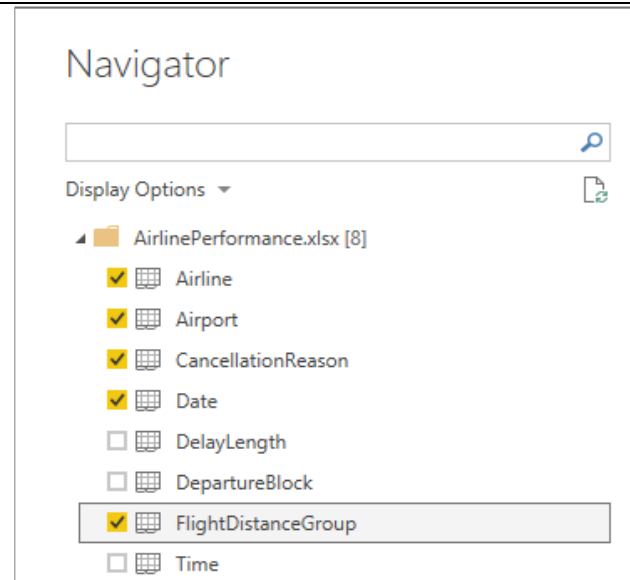 Navigator
Display Options
AirlinePerformance.xlsx [8]
Airline
Airport
CancellationReason
Date
DelayLength
DepartureBlock
FlightDistanceGroup
Time